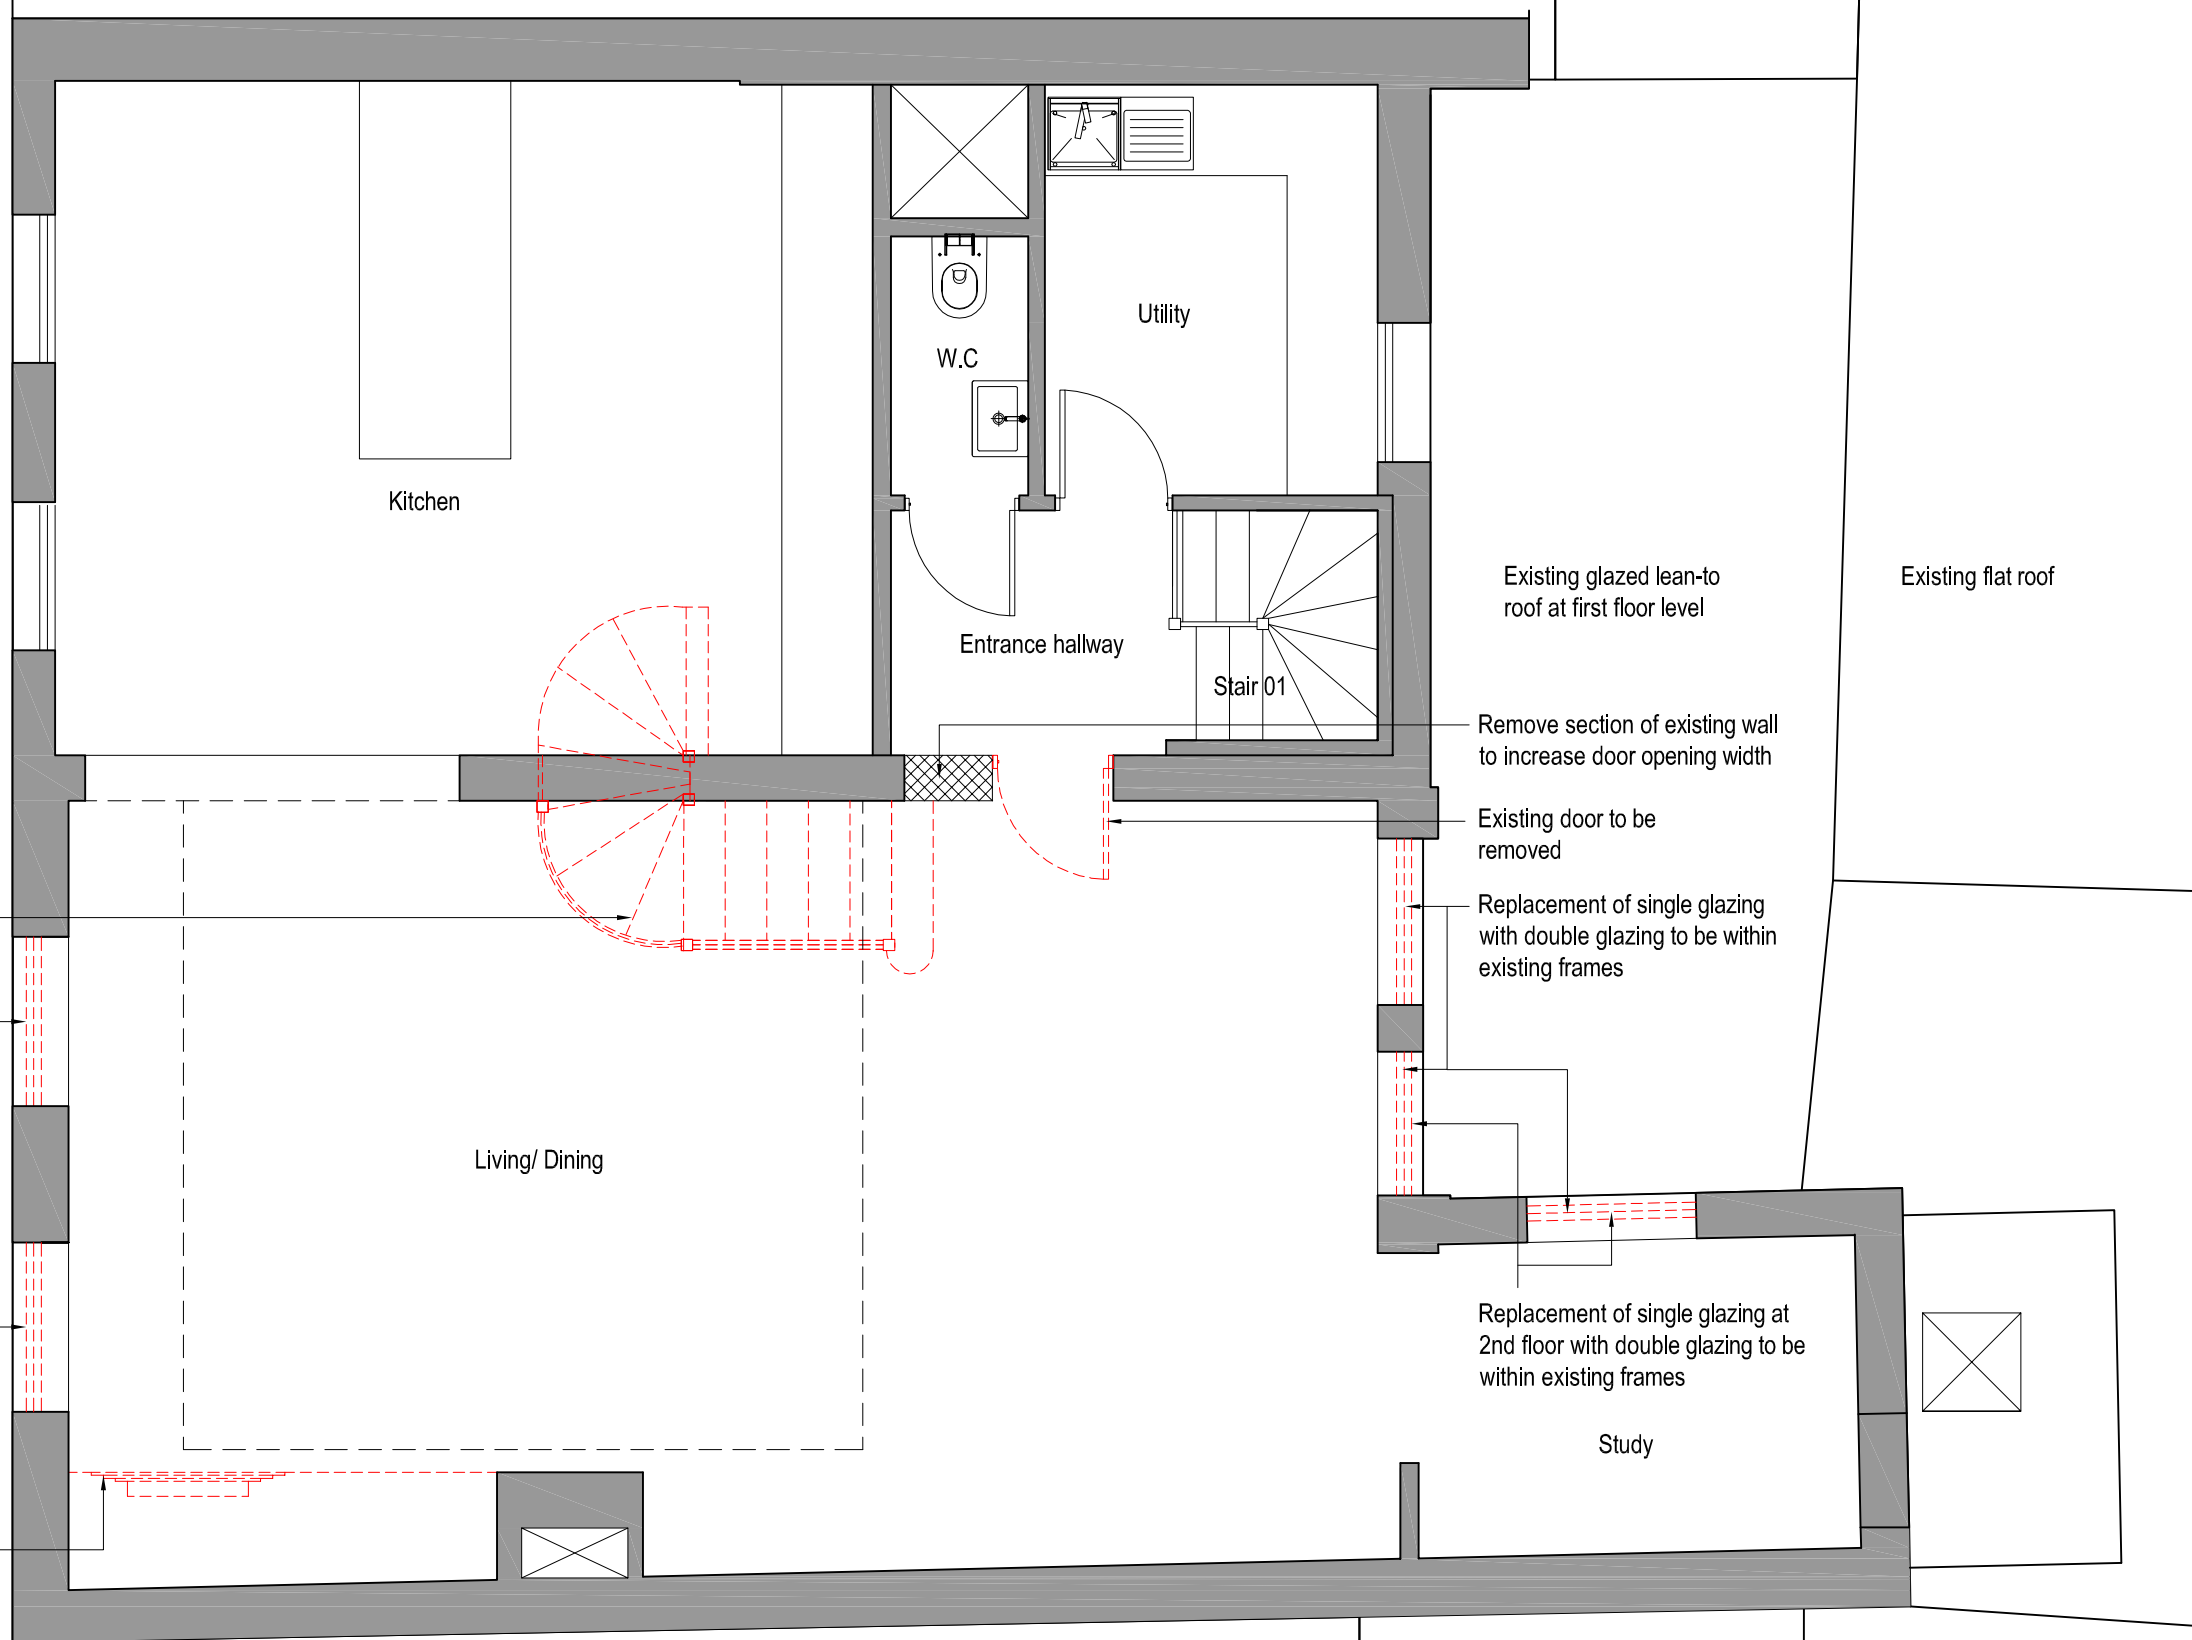 Utility
W.C
Kitchen
Existing glazed lean-to
roof at first floor level
Existing flat roof
Entrance hallway
Stair 01
Remove section of existing wall
to increase door opening width
Existing door to be
removed
Replacement of single glazing
with double glazing to be within
existing frames
Living/ Dining
Replacement of single glazing at
2nd floor with double glazing to be
within existing frames
Study